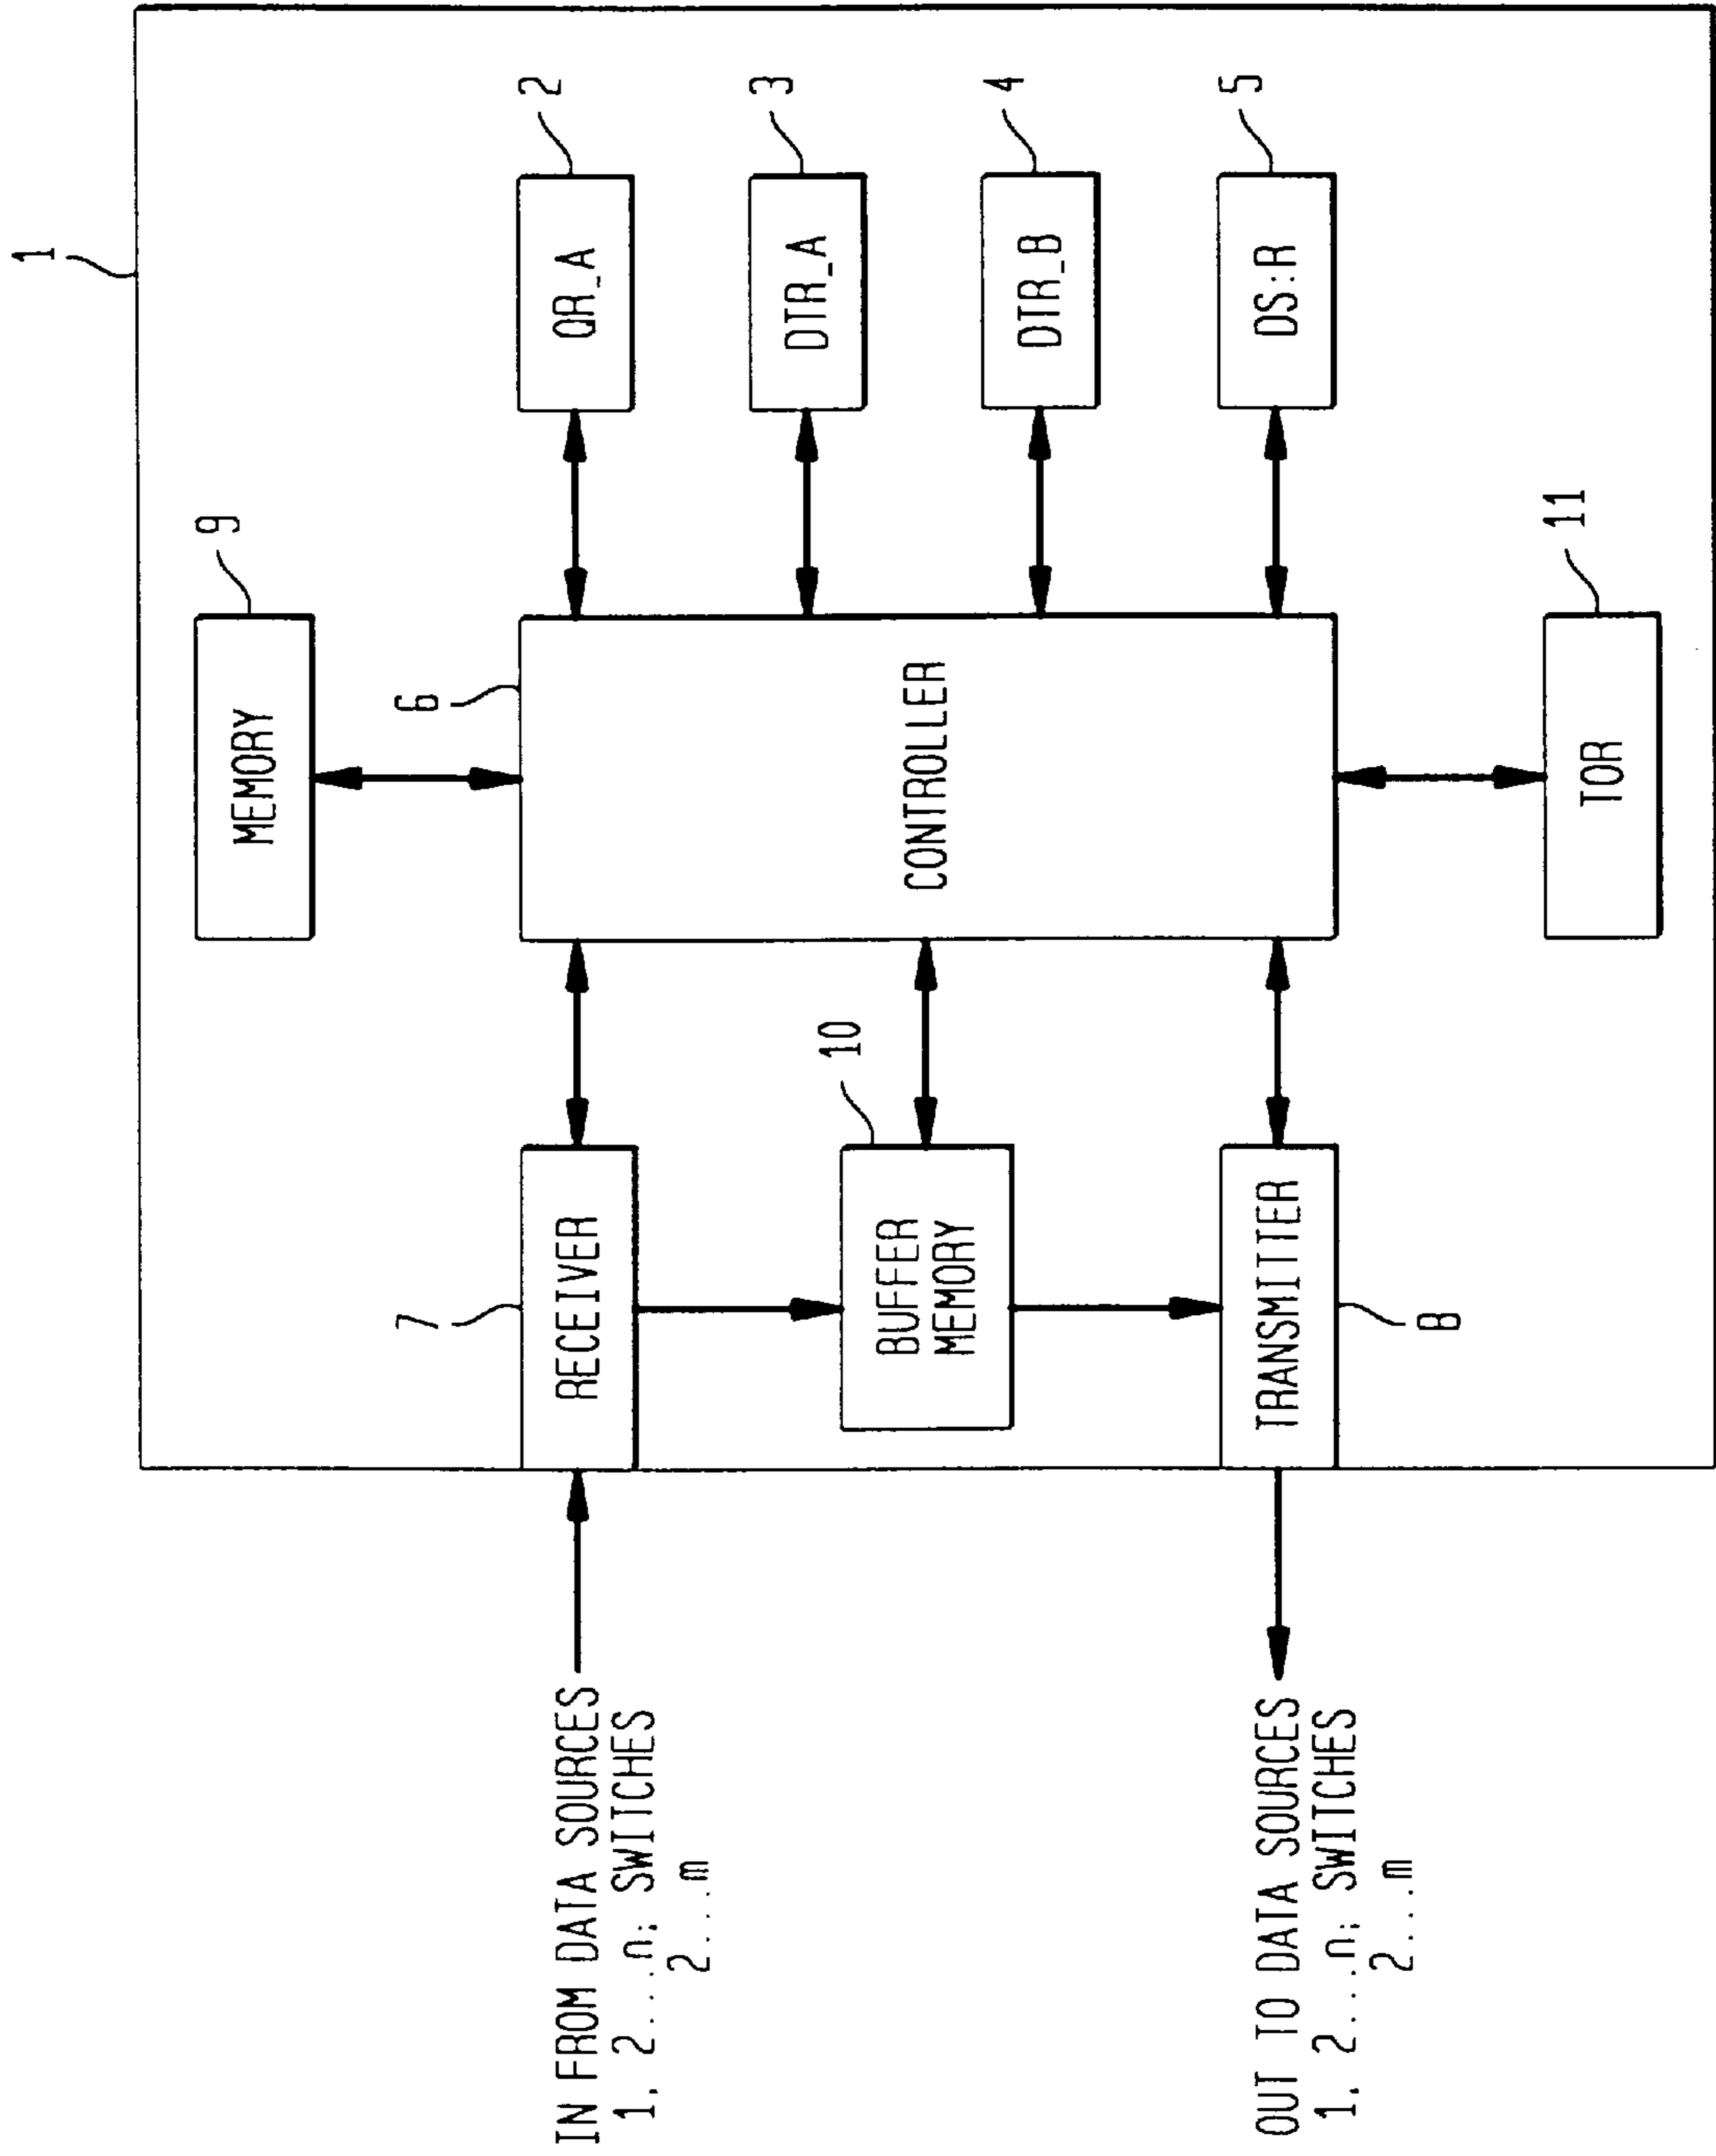 1
9
MEMORY
7
6
2
IN FROM DATA SOURCES
1, 2...n; SWITCHES
2...m
RECEIVER
QR_A
3
DTR_A
10
BUFFER
MEMORY
CONTROLLER
4
DTR_B
5
OUT TO DATA SOURCES
1, 2...n; SWITCHES
2...m
TRANSMITTER
DS:R
8
11
TOR